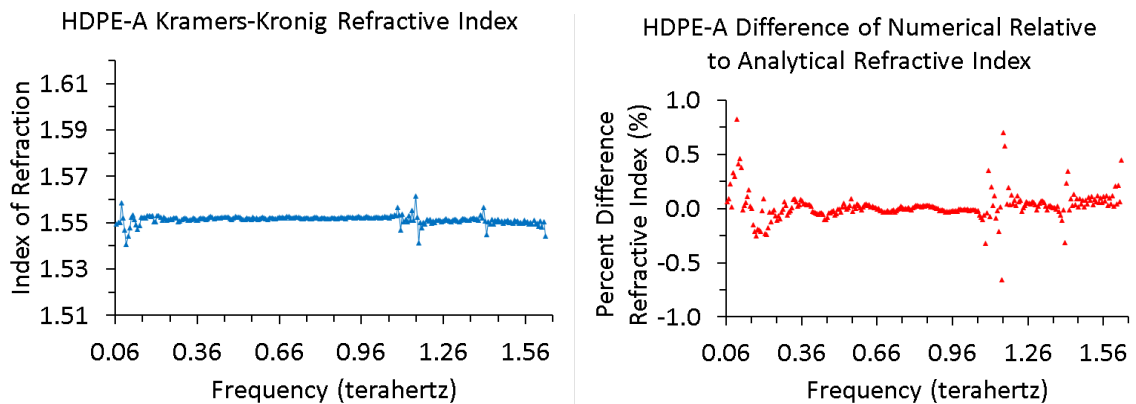 HDPE-A Kramers-Kronig Refractive Index
Index of Refraction
1.61
1.59
1.57
1.55
1.53
1.51
0.06 0.36 0.66 0.96 1.26 1.56
Frequency (terahertz)
HDPE-A Difference of Numerical Relative
to Analytical Refractive Index
Percent Difference
Refractive Index (%)
1.0
0.5
0.0
-0.5
-1.0
0.06 0.36 0.66 0.96 1.26 1.56
Frequency (terahertz)